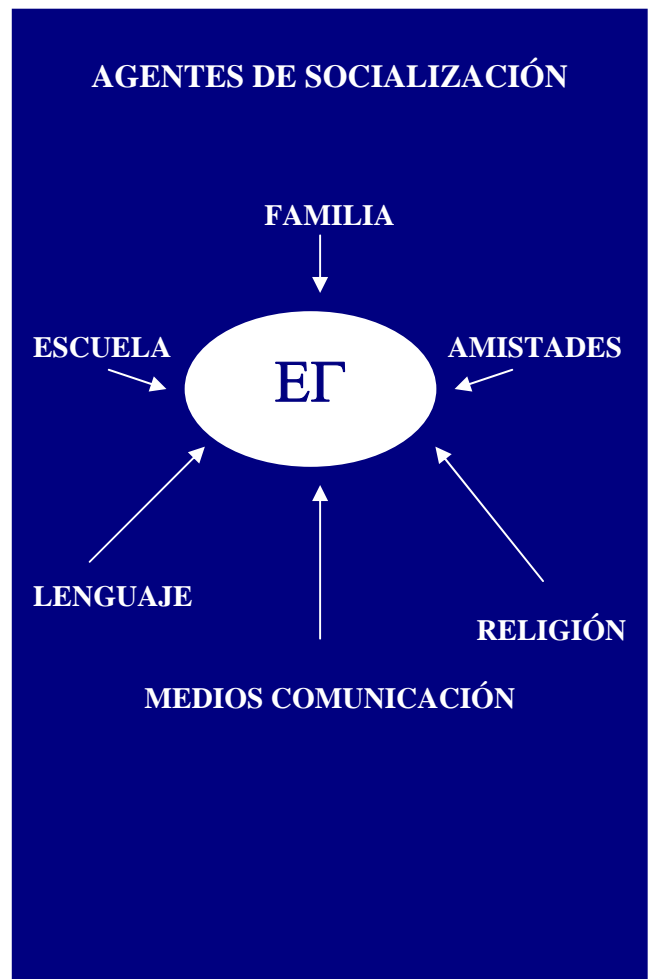 AGENTES DE SOCIALIZACIÓN
FAMILIA
ESCUELA
AMISTADES
ΕΓ
LENGUAJE
RELIGIÓN
MEDIOS COMUNICACIÓN